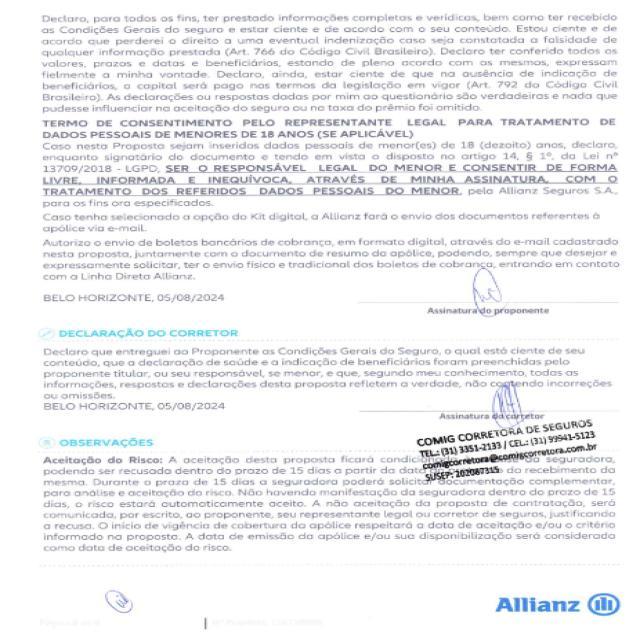 Declaro, para todos os fins, ter prestado informações completas e verídicas, bem como ter recebido
as Condições Gerais do seguro e estar ciente e de acordo com o seu conteúdo. Estou ciente e de
acordo que perderei o direito a uma eventual indenização caso seja constatada a falsidade de
qualquer informação prestada (Art. 766 do Código Civil Brasileiro). Declaro ter conferido todos os
valores, prazos e datas e beneficiários, estando de pleno acordo com os mesmos, expressam
fielmente a minha vontade. Declaro, ainda, estar ciente de que na ausência de indicação de
beneficiários, o capital será pago nos termos da legislação em vigor (Art. 792 do Código Civil
Brasileiro). As declarações ou respostas dadas por mim ao questionário são verdadeiras e nada que
pudesse influenciar na aceitação do seguro ou na taxa do prêmio foi omitido.
TERMO DE CONSENTIMENTO PELO REPRESENTANTE LEGAL PARA TRATAMENTO DE
DADOS PESSOAIS DE MENORES DE 18 ANOS (SE APLICÁVEL)
Caso nesta Proposta sejam inseridos dados pessoais de menor(es) de 18 (dezoito) anos, declaro,
enquanto signatário do documento e tendo em vista o disposto no artigo 14, § 1º, da Lei nº
13709/2018 - LGPD, SER O RESPONSÁVEL LEGAL DO MENOR E CONSENTIR DE FORMA
LIVRE, INFORMADA E INEQUÍVOCA, ATRAVÉS DE MINHA ASSINATURA, COM O
TRATAMENTO DOS REFERIDOS DADOS PESSOAIS DO MENOR, pela Allianz Seguros S.A.,
para os fins ora especificados.
Caso tenha selecionado a opção do Kit digital, a Allianz fará o envio dos documentos referentes à
apólice via e-mail.
Autorizo o envio de boletos bancários de cobrança, em formato digital, através do e-mail cadastrado
nesta proposta, juntamente com o documento de resumo da apólice, podendo, sempre que desejar e
expressamente solicitar, ter o envio físico e tradicional dos boletos de cobrança, entrando em contato
com a Linha Direta Allianz.
BELO HORIZONTE, 05/08/2024
Assinatura do proponente
DECLARAÇÃO DO CORRETOR
Declaro que entreguei ao Proponente as Condições Gerais do Seguro, o qual está ciente de seu
conteúdo, que a declaração de saúde e a indicação de beneficiários foram preenchidas pelo
proponente titular, ou seu responsável, se menor, e que, segundo meu conhecimento, todas as
informações, respostas e declarações desta proposta refletem a verdade, não contendo incorreções
ou omissões.
BELO HORIZONTE, 05/08/2024
Assinatura do corretor
COMIG CORRETORA DE SEGUROS
TEL: (31) 3351-2133 / CEL: (31) 99941-5123
comigcorretora@comigcorretora.com.br
SUSEP: 202087315
OBSERVAÇÕES
Aceitação do Risco: A aceitação desta proposta ficará seguradora,
podendo ser recusada dentro do prazo de 15 dias a partir da data do recebimento da
mesma. Durante o prazo de 15 dias a seguradora poderá solicitar documentação complementar,
para análise e aceitação do risco. Não havendo manifestação da seguradora dentro do prazo de 15
dias, o risco estará automaticamente aceito. A não aceitação da proposta de contratação, será
comunicada, por escrito, ao proponente, seu representante legal ou corretor de seguros, justificando
a recusa. O início de vigência de cobertura da apólice respeitará a data de aceitação e/ou o critério
informado na proposta. A data de emissão da apólice e/ou sua disponibilização será considerada
como data de aceitação do risco.
Allianz